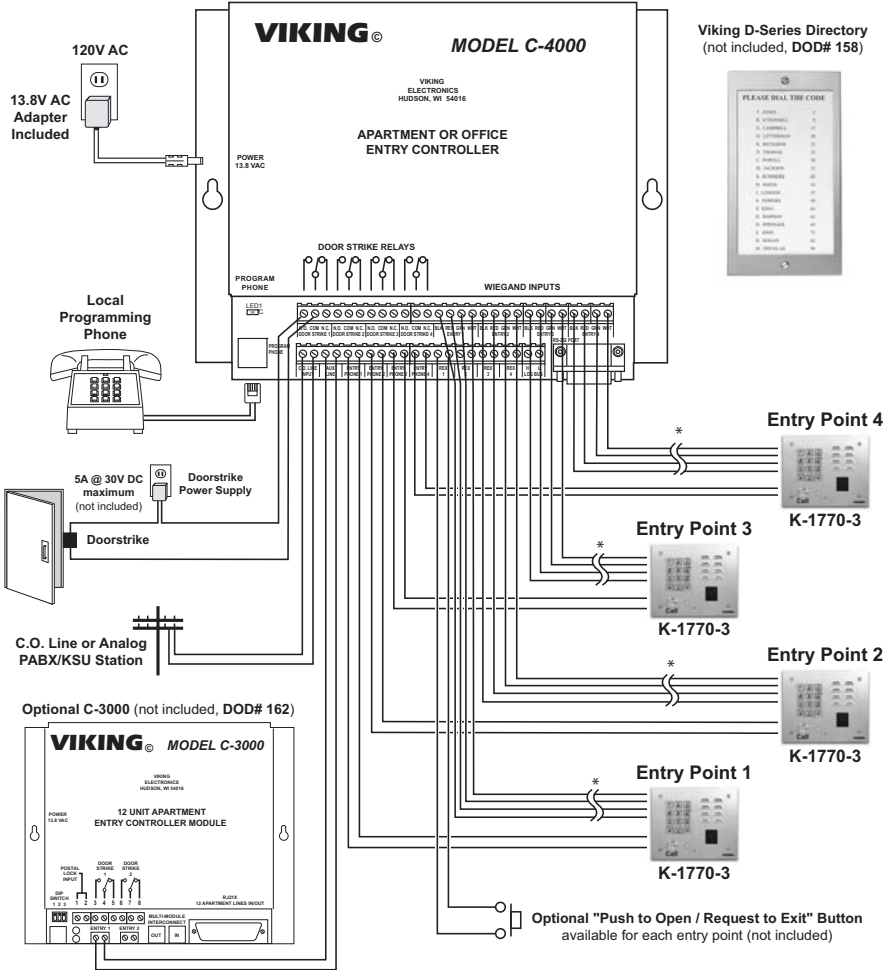 VIKING © MODEL C-4000
VIKING
ELECTRONICS
HUDSON, WI 54016
APARTMENT OR OFFICE
ENTRY CONTROLLER
POWER
13.8 VAC
120V AC
13.8V AC
Adapter
Included
Viking D-Series Directory
(not included, DOD# 158)
PLEASE DIAL THE CODE
DOOR STRIKE RELAYS
PROGRAM
PHONE
WIEGAND INPUTS
LED1
N.O. COM N.C. N.O. COM N.C. N.O. COM N.C. N.O. COM N.C. BLK RED GRN WHT BLK RED GRN WHT BLK RED GRN WHT BLK RED GRN WHT
DOOR STRIKE 1 DOOR STRIKE 2 DOOR STRIKE 3 DOOR STRIKE 4 ENTRY 1 ENTRY 2 ENTRY 3 ENTRY 4
PROGRAM
PHONE
RS-232 PORT
C.O. LINE
INPUT
AUX
LINE
ENTRY
PHONE 1
ENTRY
PHONE 2
ENTRY
PHONE 3
ENTRY
PHONE 4
REX
1
REX
2
REX
3
REX
4
H L
LOG BUS
Local
Programming
Phone
5A @ 30V DC
maximum
(not included)
Doorstrike
Power Supply
Doorstrike
C.O. Line or Analog
PABX/KSU Station
Entry Point 4
*
Call
K-1770-3
Entry Point 3
*
Call
K-1770-3
Entry Point 2
*
Call
K-1770-3
Entry Point 1
*
Call
K-1770-3
Optional C-3000 (not included, DOD# 162)
VIKING © MODEL C-3000
VIKING
ELECTRONICS
HUDSON, WI 54016
POWER
13.8 VAC
12 UNIT APARTMENT
ENTRY CONTROLLER MODULE
POSTAL
LOCK
INPUT
DOOR
STRIKE
1
DOOR
STRIKE
2
DIP
SWITCH
1 2 3
1 2 3 4 5 6 7 8
RJ21X
12 APARTMENT LINES IN/OUT
MULTI-MODULE
INTERCONNECT
ENTRY 1 ENTRY 2
OUT IN
Optional "Push to Open / Request to Exit" Button
available for each entry point (not included)